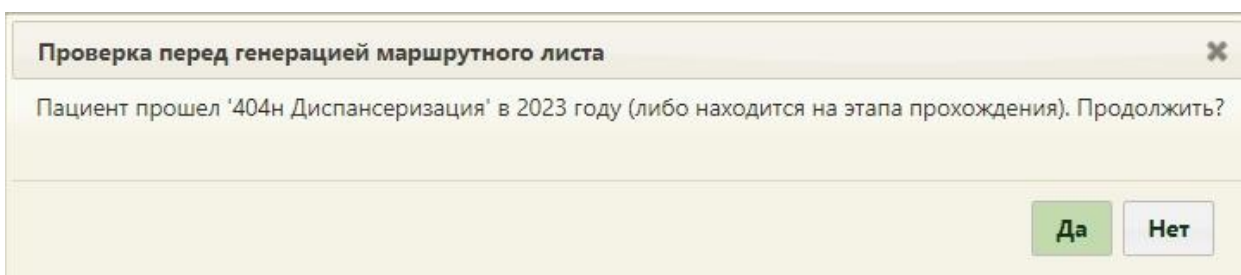 Проверка перед генерацией маршрутного листа
Пациент прошел '404н Диспансеризация' в 2023 году (либо находится на этапа прохождения). Продолжить?
Да Нет